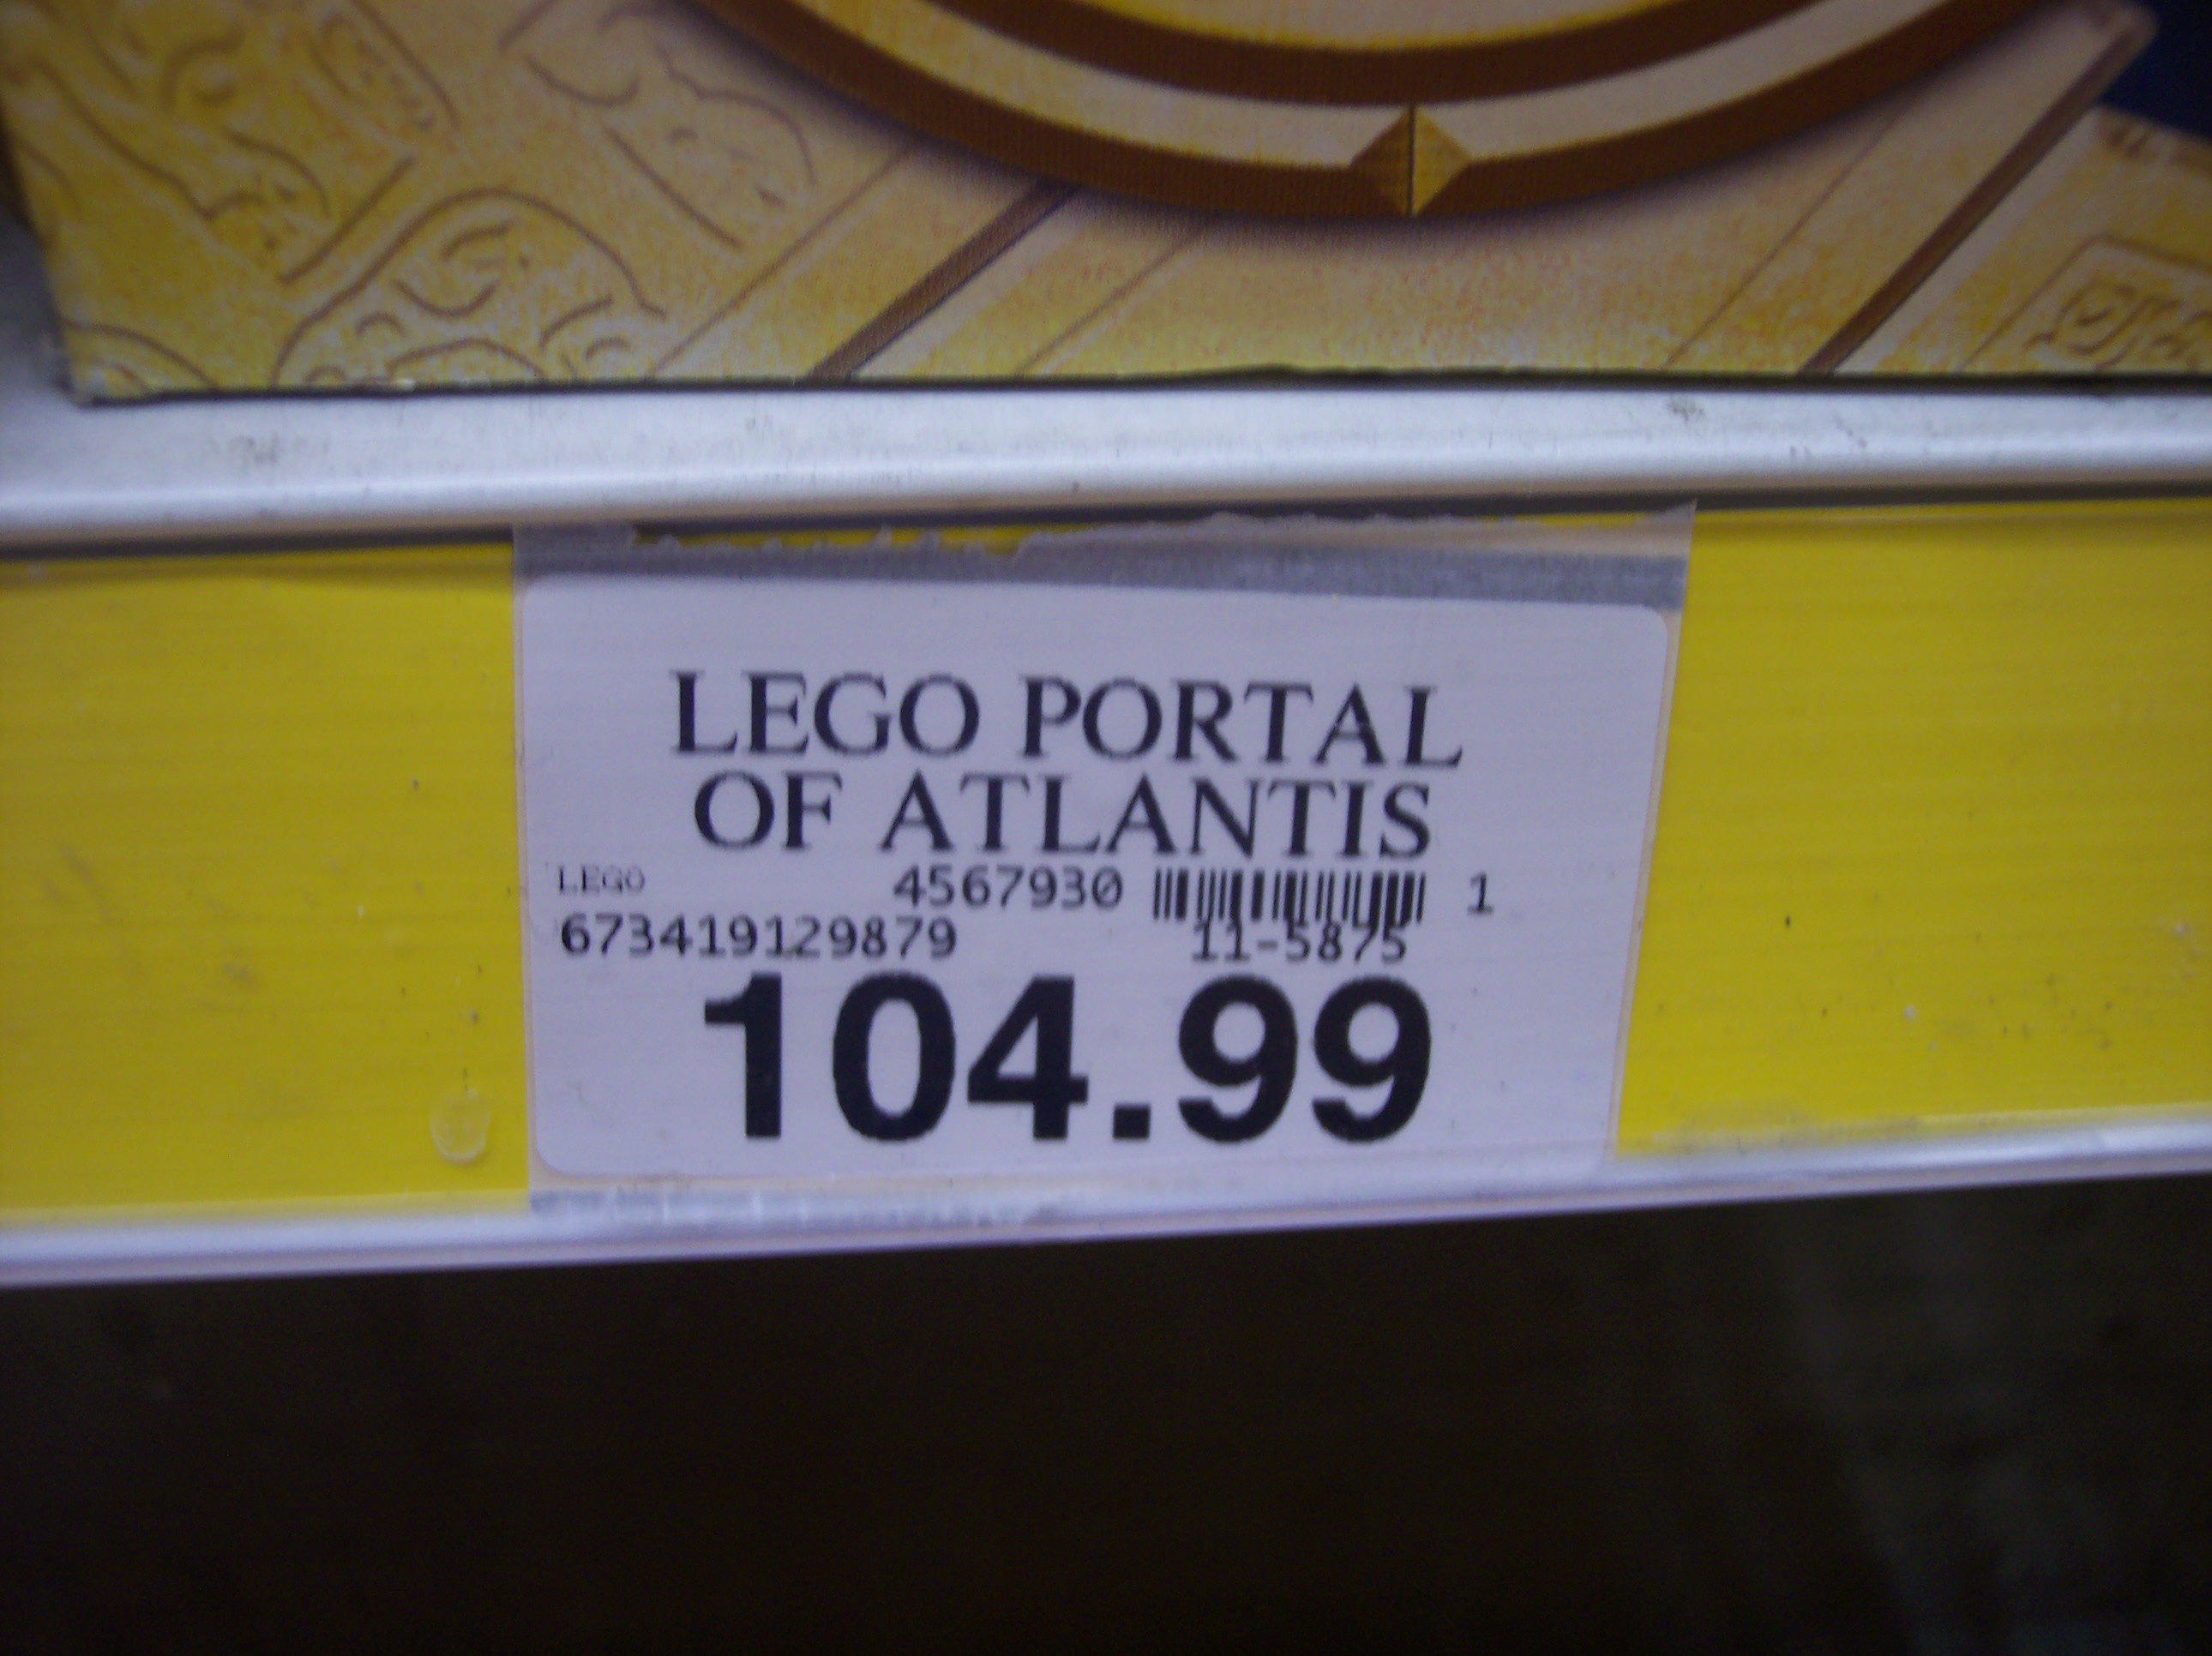 LEGO PORTAL
OF ATLANTIS
LEGO 4567930 1
673419129879 11-5875
104.99